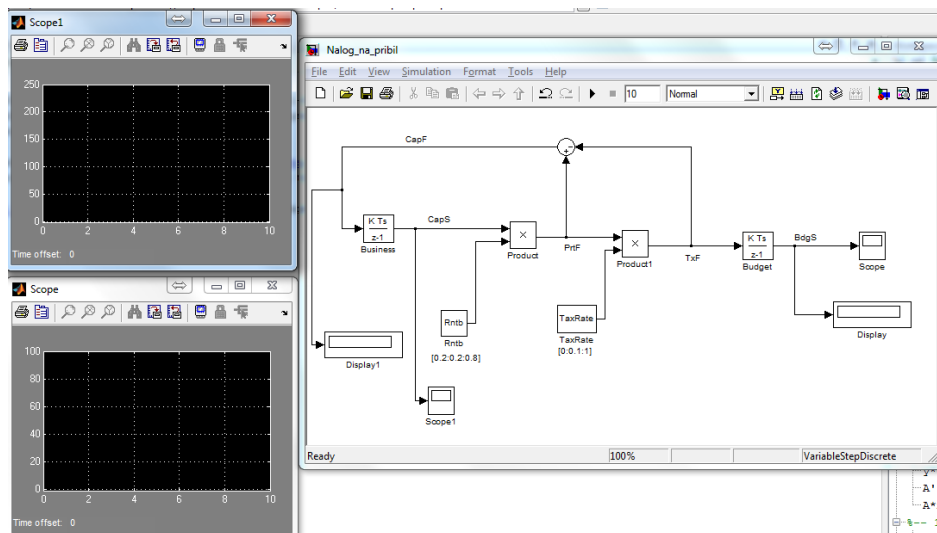 Scope1
250
200
150
100
50
0
0 2 4 6 8 10
Time offset: 0
Scope
100
80
60
40
20
0
0 2 4 6 8 10
Time offset: 0
Nalog_na_pribil
File Edit View Simulation Format Tools Help
10 Normal
CapF
K Ts
z-1
Business
CapS
Product
PrtF
Product1
TxF
K Ts
z-1
Budget
BdgS
Scope
Display
Rntb
Rntb
[0.2:0.2:0.8]
TaxRate
TaxRate
[0:0.1:1]
Display1
Scope1
Ready 100% VariableStepDiscrete
A'
A*
%--